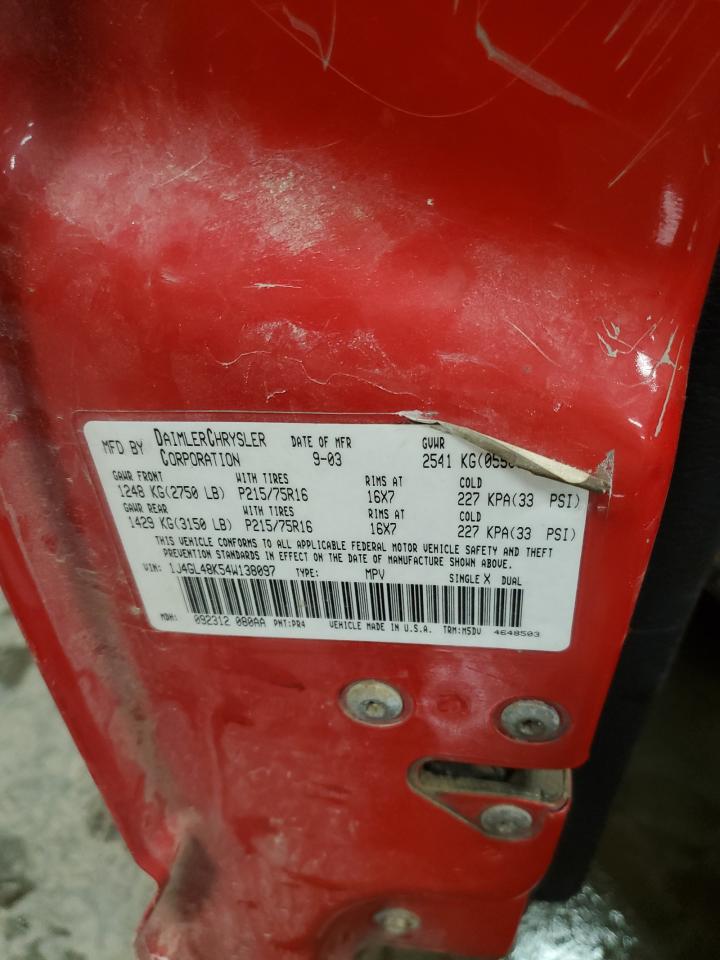 MFD BY DAIMLERCHRYSLER CORPORATION DATE OF MFR 9-03 GVWR 2541 KG(0550
GAWR FRONT WITH TIRES RIMS AT COLD
1248 KG(2750 LB) P215/75R16 16X7 227 KPA(33 PSI)
GAWR REAR WITH TIRES RIMS AT COLD
1429 KG(3150 LB) P215/75R16 16X7 227 KPA(33 PSI)
THIS VEHICLE CONFORMS TO ALL APPLICABLE FEDERAL MOTOR VEHICLE SAFETY AND THEFT
PREVENTION STANDARDS IN EFFECT ON THE DATE OF MANUFACTURE SHOWN ABOVE.
VIN: 1J4GL48K54W138097 TYPE: MPV SINGLE X DUAL
MDH: 092312 080AA PNT:PR4 VEHICLE MADE IN U.S.A. TRM:M5DV 4648503